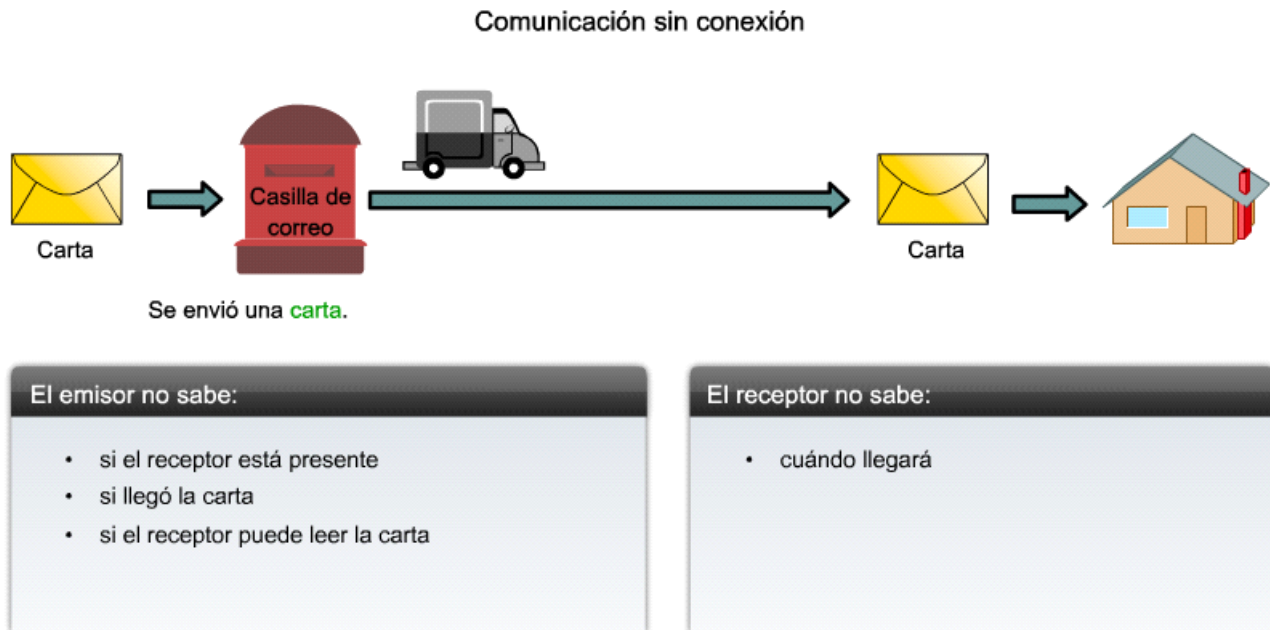 Comunicación sin conexión
Casilla de
correo
Carta
Carta
Se envió una carta.
El emisor no sabe:
• si el receptor está presente
• si llegó la carta
• si el receptor puede leer la carta
El receptor no sabe:
• cuándo llegará